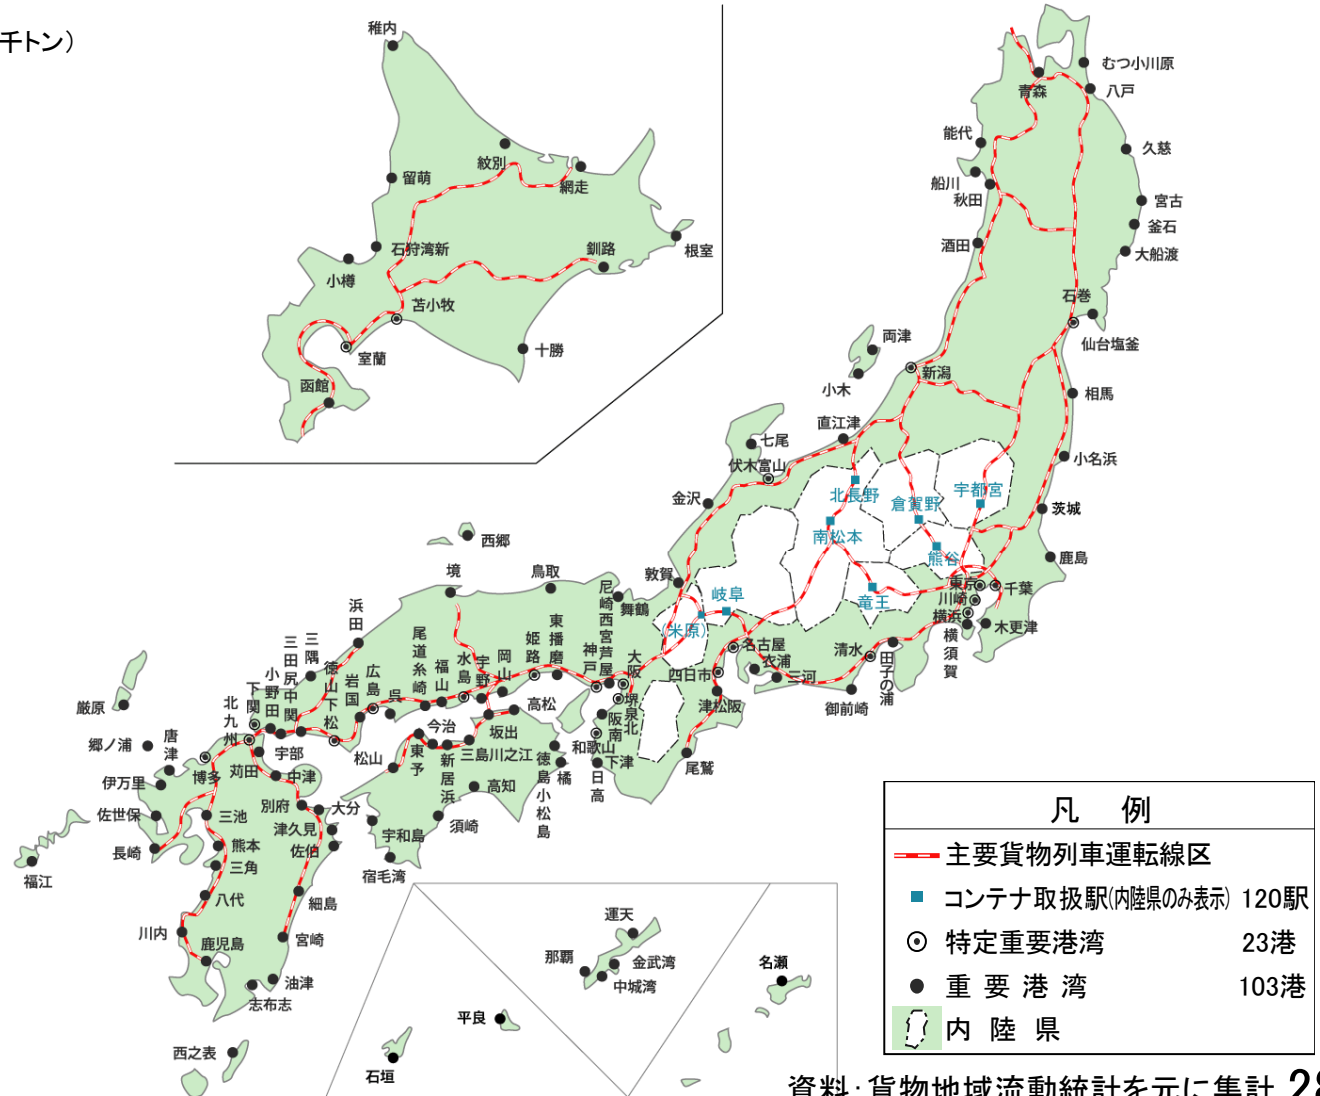 千トン）
稚内
紋別
網走
留萌
石狩湾新
小樽
釧路
根室
苫小牧
室蘭
十勝
函館
むつ小川原
青森
八戸
能代
久慈
船川
秋田
宮古
釜石
酒田
大船渡
石巻
仙台塩釜
両津
小木
新潟
相馬
直江津
七尾
伏木富山
小名浜
金沢
北長野
倉賀野
宇都宮
茨城
南松本
熊谷
鹿島
西郷
境
鳥取
尼崎西宮芦屋
舞鶴
敦賀
岐阜
(米原)
竜王
東京
川崎
横浜
千葉
木更津
横須賀
浜田
三隅
三田尻中関
小野田
下関
北九州
徳山下松
岩国
広島
呉
尾道糸崎
福山
水島
宇野
岡山
姫路
東播磨
神戸
大阪
堺泉北
阪南
和歌山
下津
日高
名古屋
衣浦
三河
四日市
津松阪
尾鷲
清水
田子の浦
御前崎
厳原
郷ノ浦
唐津
伊万里
佐世保
長崎
福江
博多
苅田
宇部
中津
別府
大分
津久見
佐伯
三池
熊本
三角
八代
川内
鹿児島
細島
宮崎
油津
志布志
西之表
松山
今治
東予
新居浜
三島川之江
坂出
高松
高知
須崎
宇和島
宿毛湾
徳島小松島
橘
運天
那覇
金武湾
中城湾
名瀬
平良
石垣
凡　例
主要貨物列車運転線区
コンテナ取扱駅(内陸県のみ表示) 120駅
特定重要港湾 23港
重要港湾 103港
内陸県
資料：貨物地域流動統計を元に集計 28